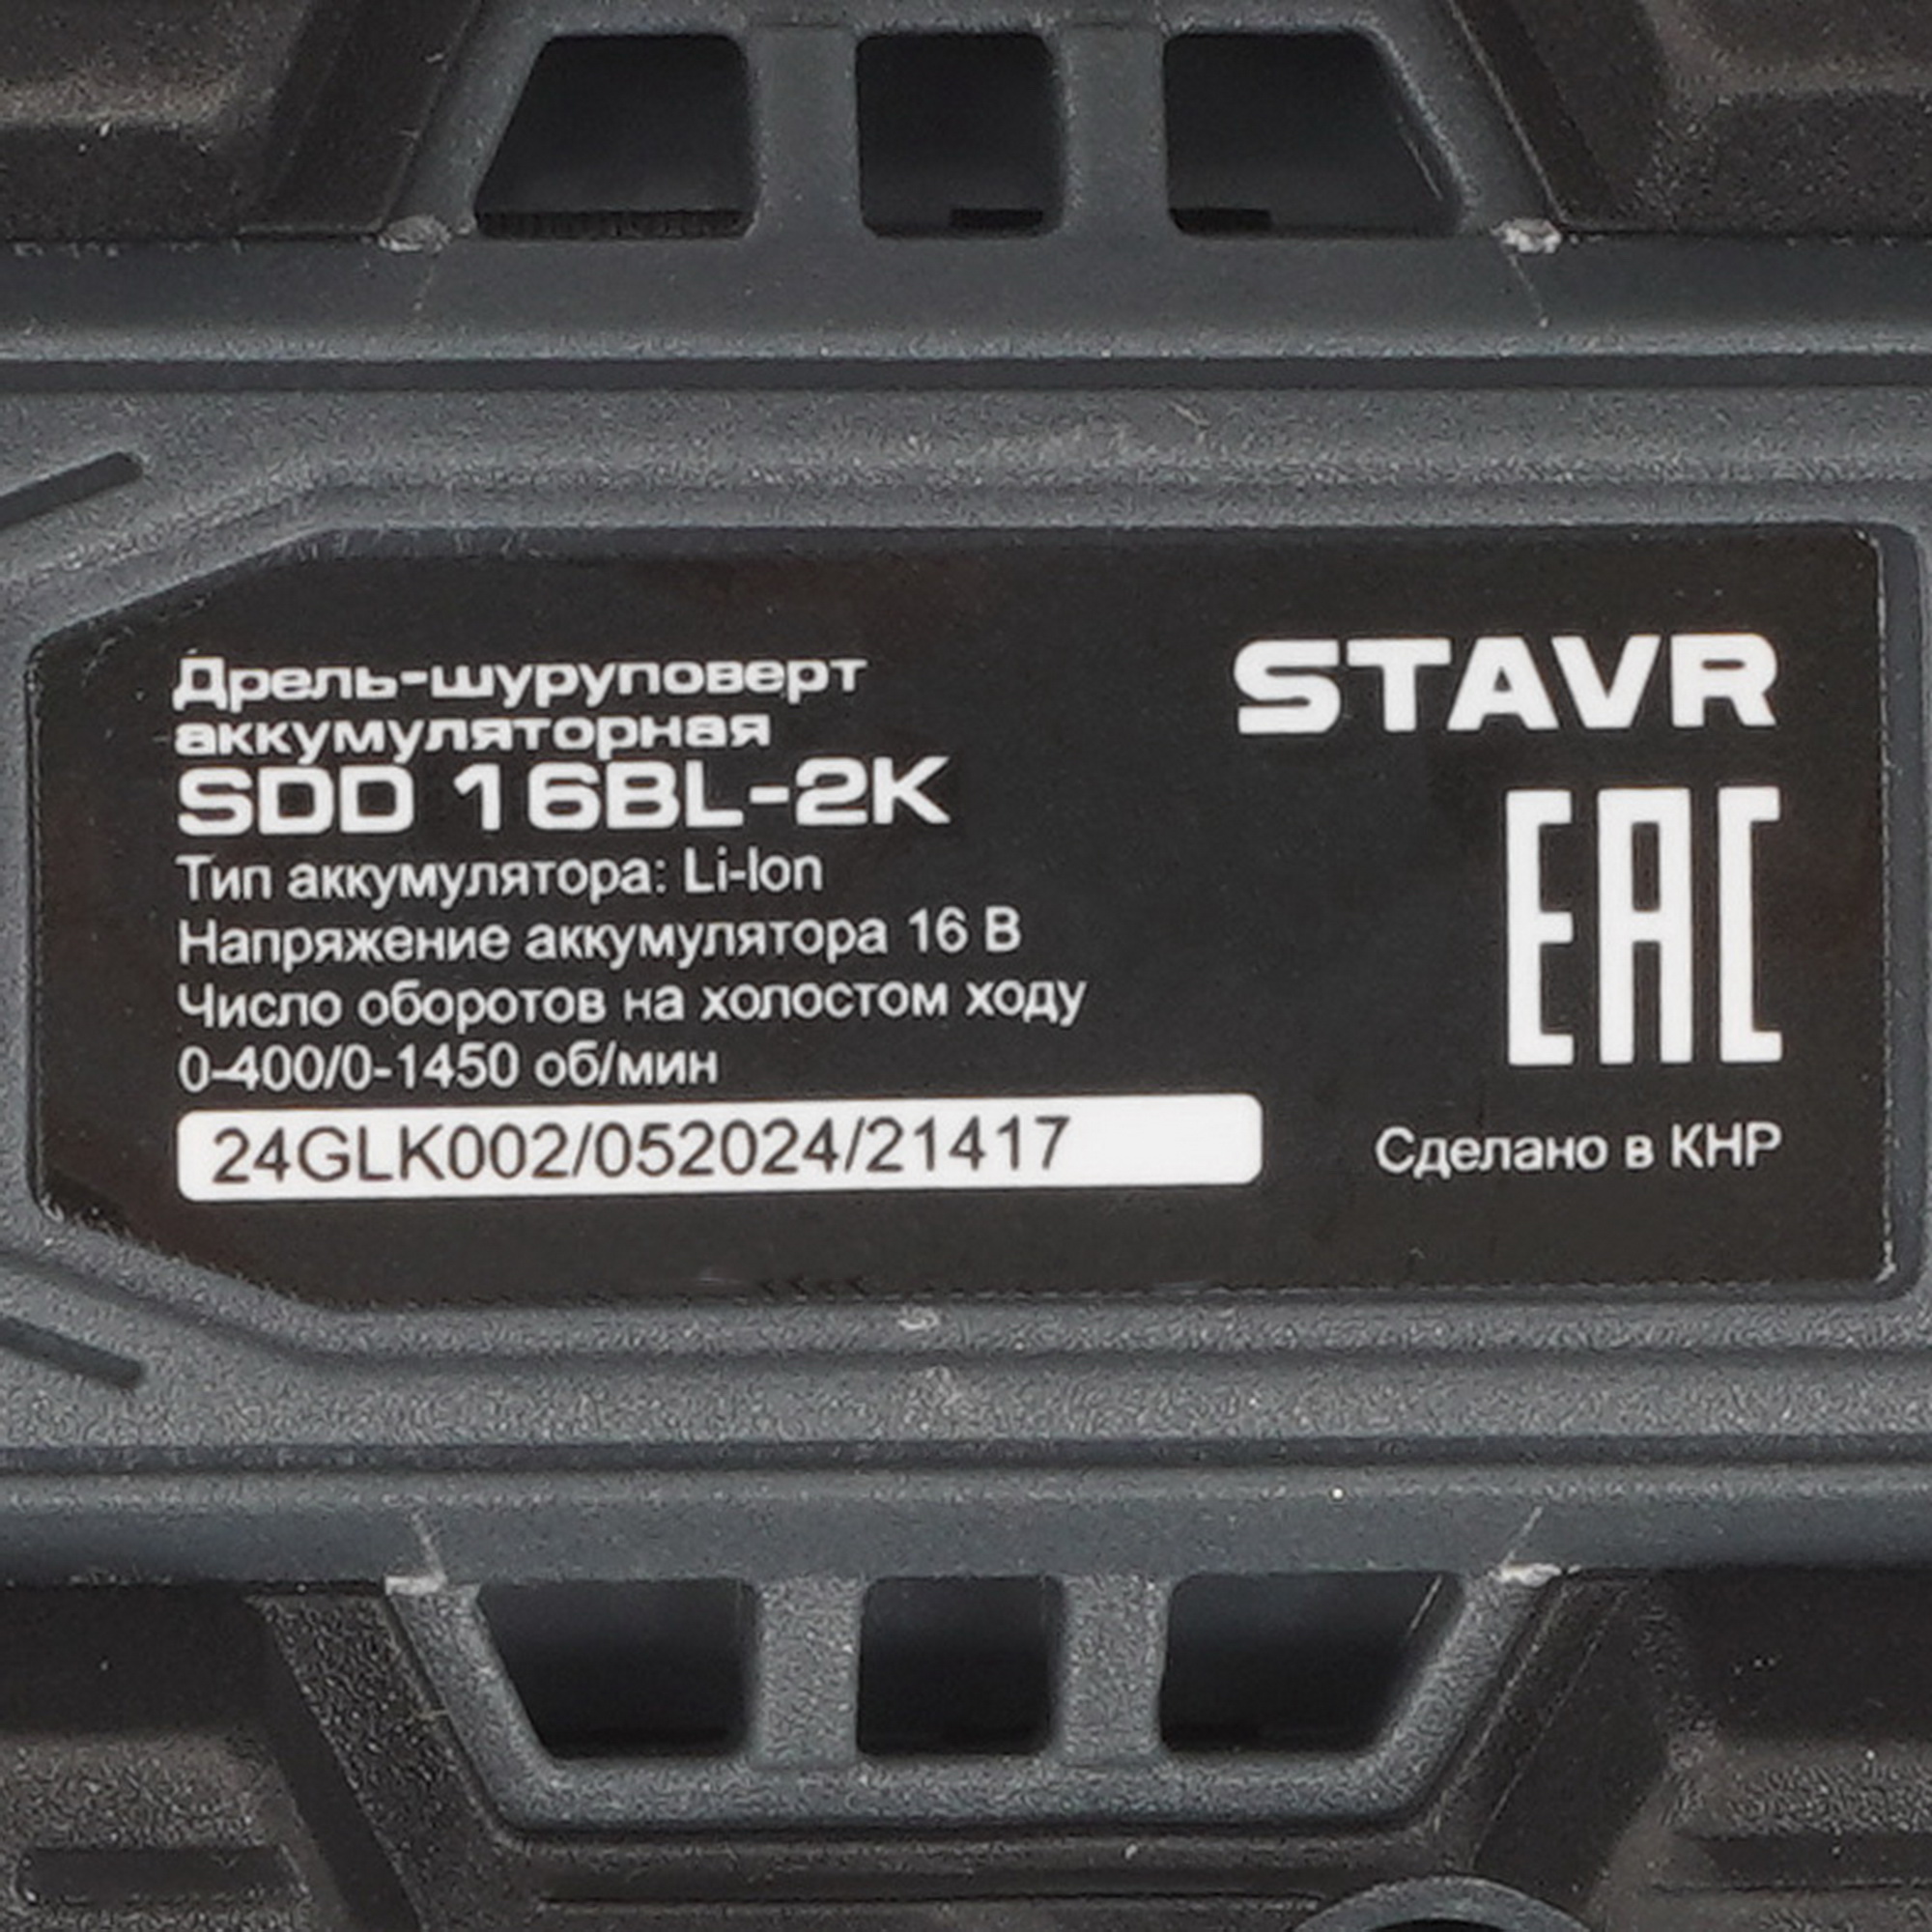 Дрель-шуруповерт
аккумуляторная
SDD 16BL-2K
Тип аккумулятора: Li-Ion
Напряжение аккумулятора 16 В
Число оборотов на холостом ходу
0-400/0-1450 об/мин
24GLK002/052024/21417
STAVR
EAC
Сделано в КНР